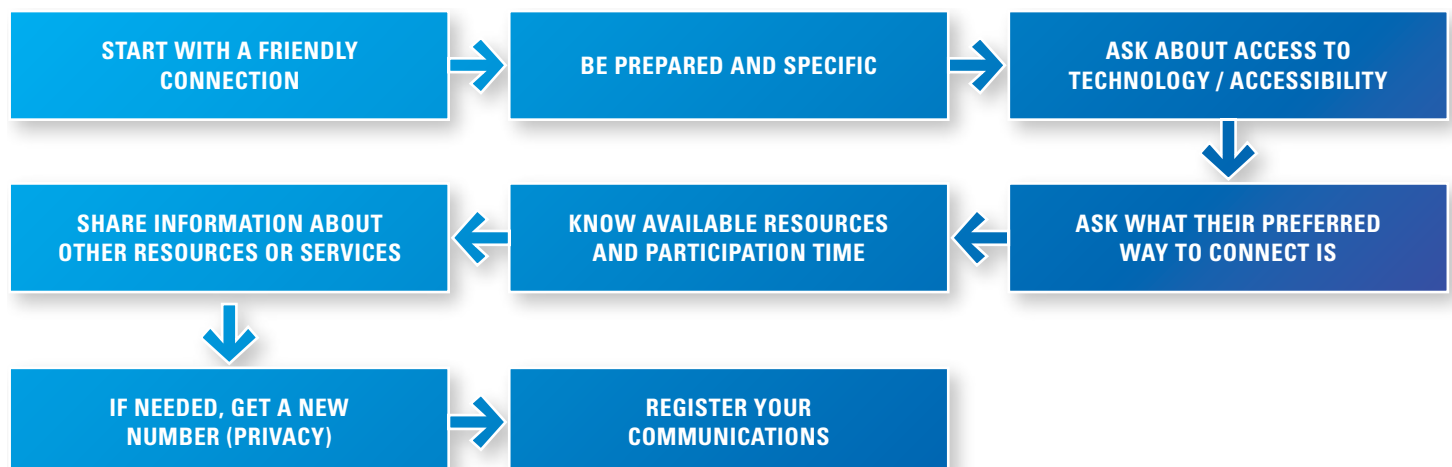 START WITH A FRIENDLY
CONNECTION
BE PREPARED AND SPECIFIC
ASK ABOUT ACCESS TO
TECHNOLOGY / ACCESSIBILITY
ASK WHAT THEIR PREFERRED
WAY TO CONNECT IS
KNOW AVAILABLE RESOURCES
AND PARTICIPATION TIME
SHARE INFORMATION ABOUT
OTHER RESOURCES OR SERVICES
IF NEEDED, GET A NEW
NUMBER (PRIVACY)
REGISTER YOUR
COMMUNICATIONS